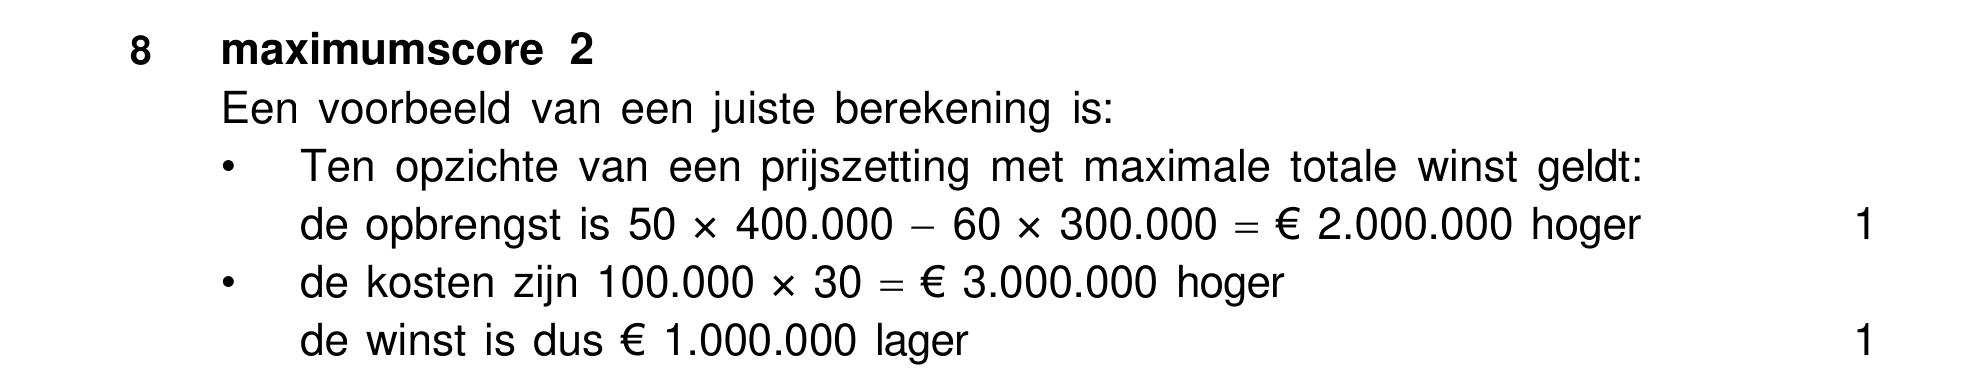 8 maximumscore 2
Een voorbeeld van een juiste berekening is:
• Ten opzichte van een prijszetting met maximale totale winst geldt:
de opbrengst is 50 × 400.000 – 60 × 300.000 = € 2.000.000 hoger 1
• de kosten zijn 100.000 × 30 = € 3.000.000 hoger
de winst is dus € 1.000.000 lager 1